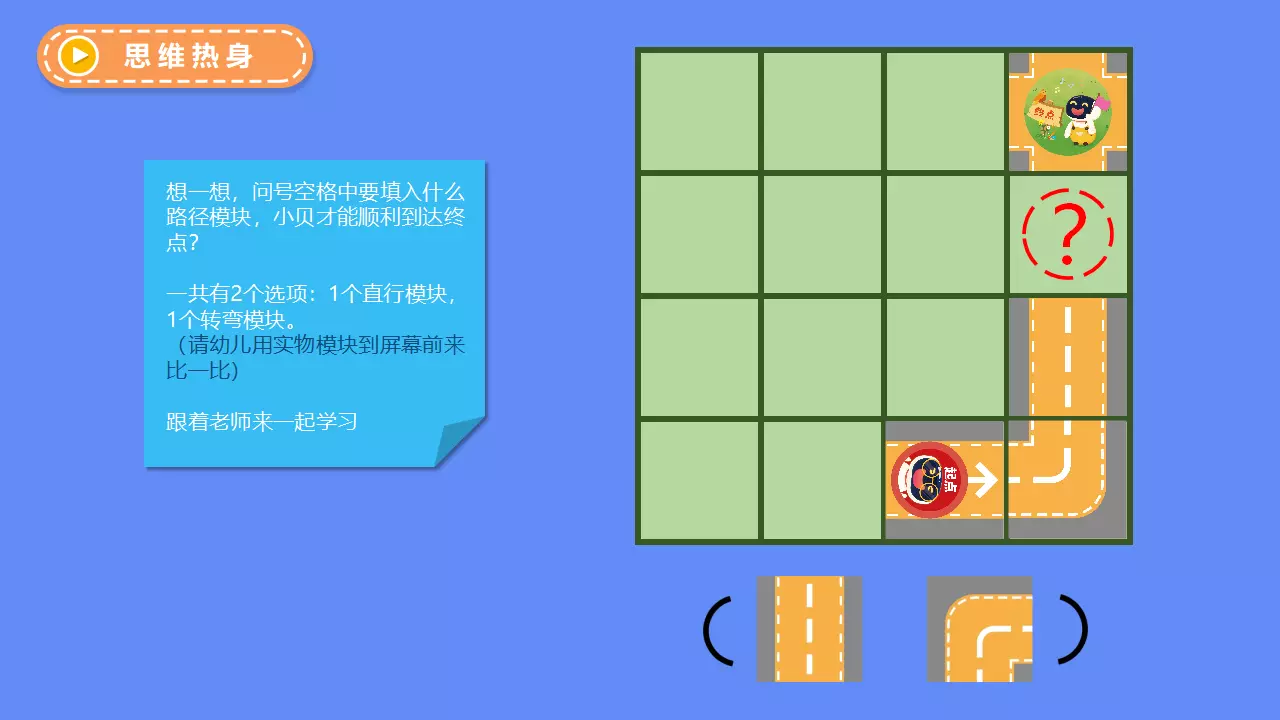 思维热身
终点
想一想，问号空格中要填入什么
路径模块，小贝才能顺利到达终
点？
?
一共有2个选项：1个直行模块，
1个转弯模块。
（请幼儿用实物模块到屏幕前来
比一比）
跟着老师来一起学习
起点